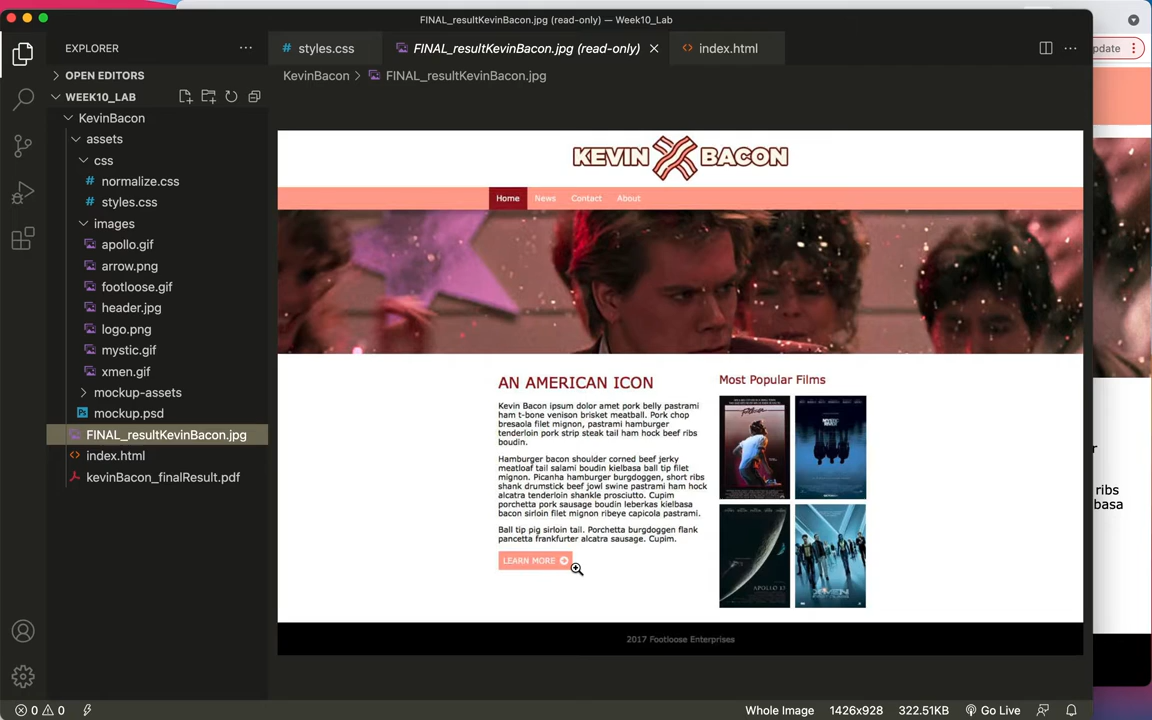 FINAL_resultKevinBacon.jpg (read-only) — Week10_Lab
EXPLORER
OPEN EDITORS
WEEK10_LAB
KevinBacon
assets
css
normalize.css
styles.css
images
apollo.gif
arrow.png
footloose.gif
header.jpg
logo.png
mystic.gif
xmen.gif
mockup-assets
mockup.psd
FINAL_resultKevinBacon.jpg
index.html
kevinBacon_finalResult.pdf
# styles.css
FINAL_resultKevinBacon.jpg (read-only)
<> index.html
KevinBacon > FINAL_resultKevinBacon.jpg
KEVIN BACON
Home News Contact About
AN AMERICAN ICON
Kevin Bacon ipsum dolor amet pork belly pastrami
ham t-bone venison brisket meatball. Pork chop
bresaola filet mignon, pastrami hamburger
tenderloin pork strip steak tail ham hock beef ribs
boudin.
Hamburger bacon shoulder corned beef jerky
meatloaf tail salami boudin kielbasa ball tip filet
mignon. Picanha hamburger burgdoggen, short ribs
shank drumstick beef jowl swine pastrami ham hock
alcatra tenderloin shankle prosciutto. Cupim
porchetta pork sausage boudin leberkas kielbasa
bacon sirloin filet mignon ribeye capicola pastrami.
Ball tip pig sirloin tail. Porchetta burgdoggen flank
pancetta frankfurter alcatra sausage. Cupim.
LEARN MORE
Most Popular Films
2017 Footloose Enterprises
pdate
ribs
basa
0 0
Whole Image 1426x928 322.51KB Go Live